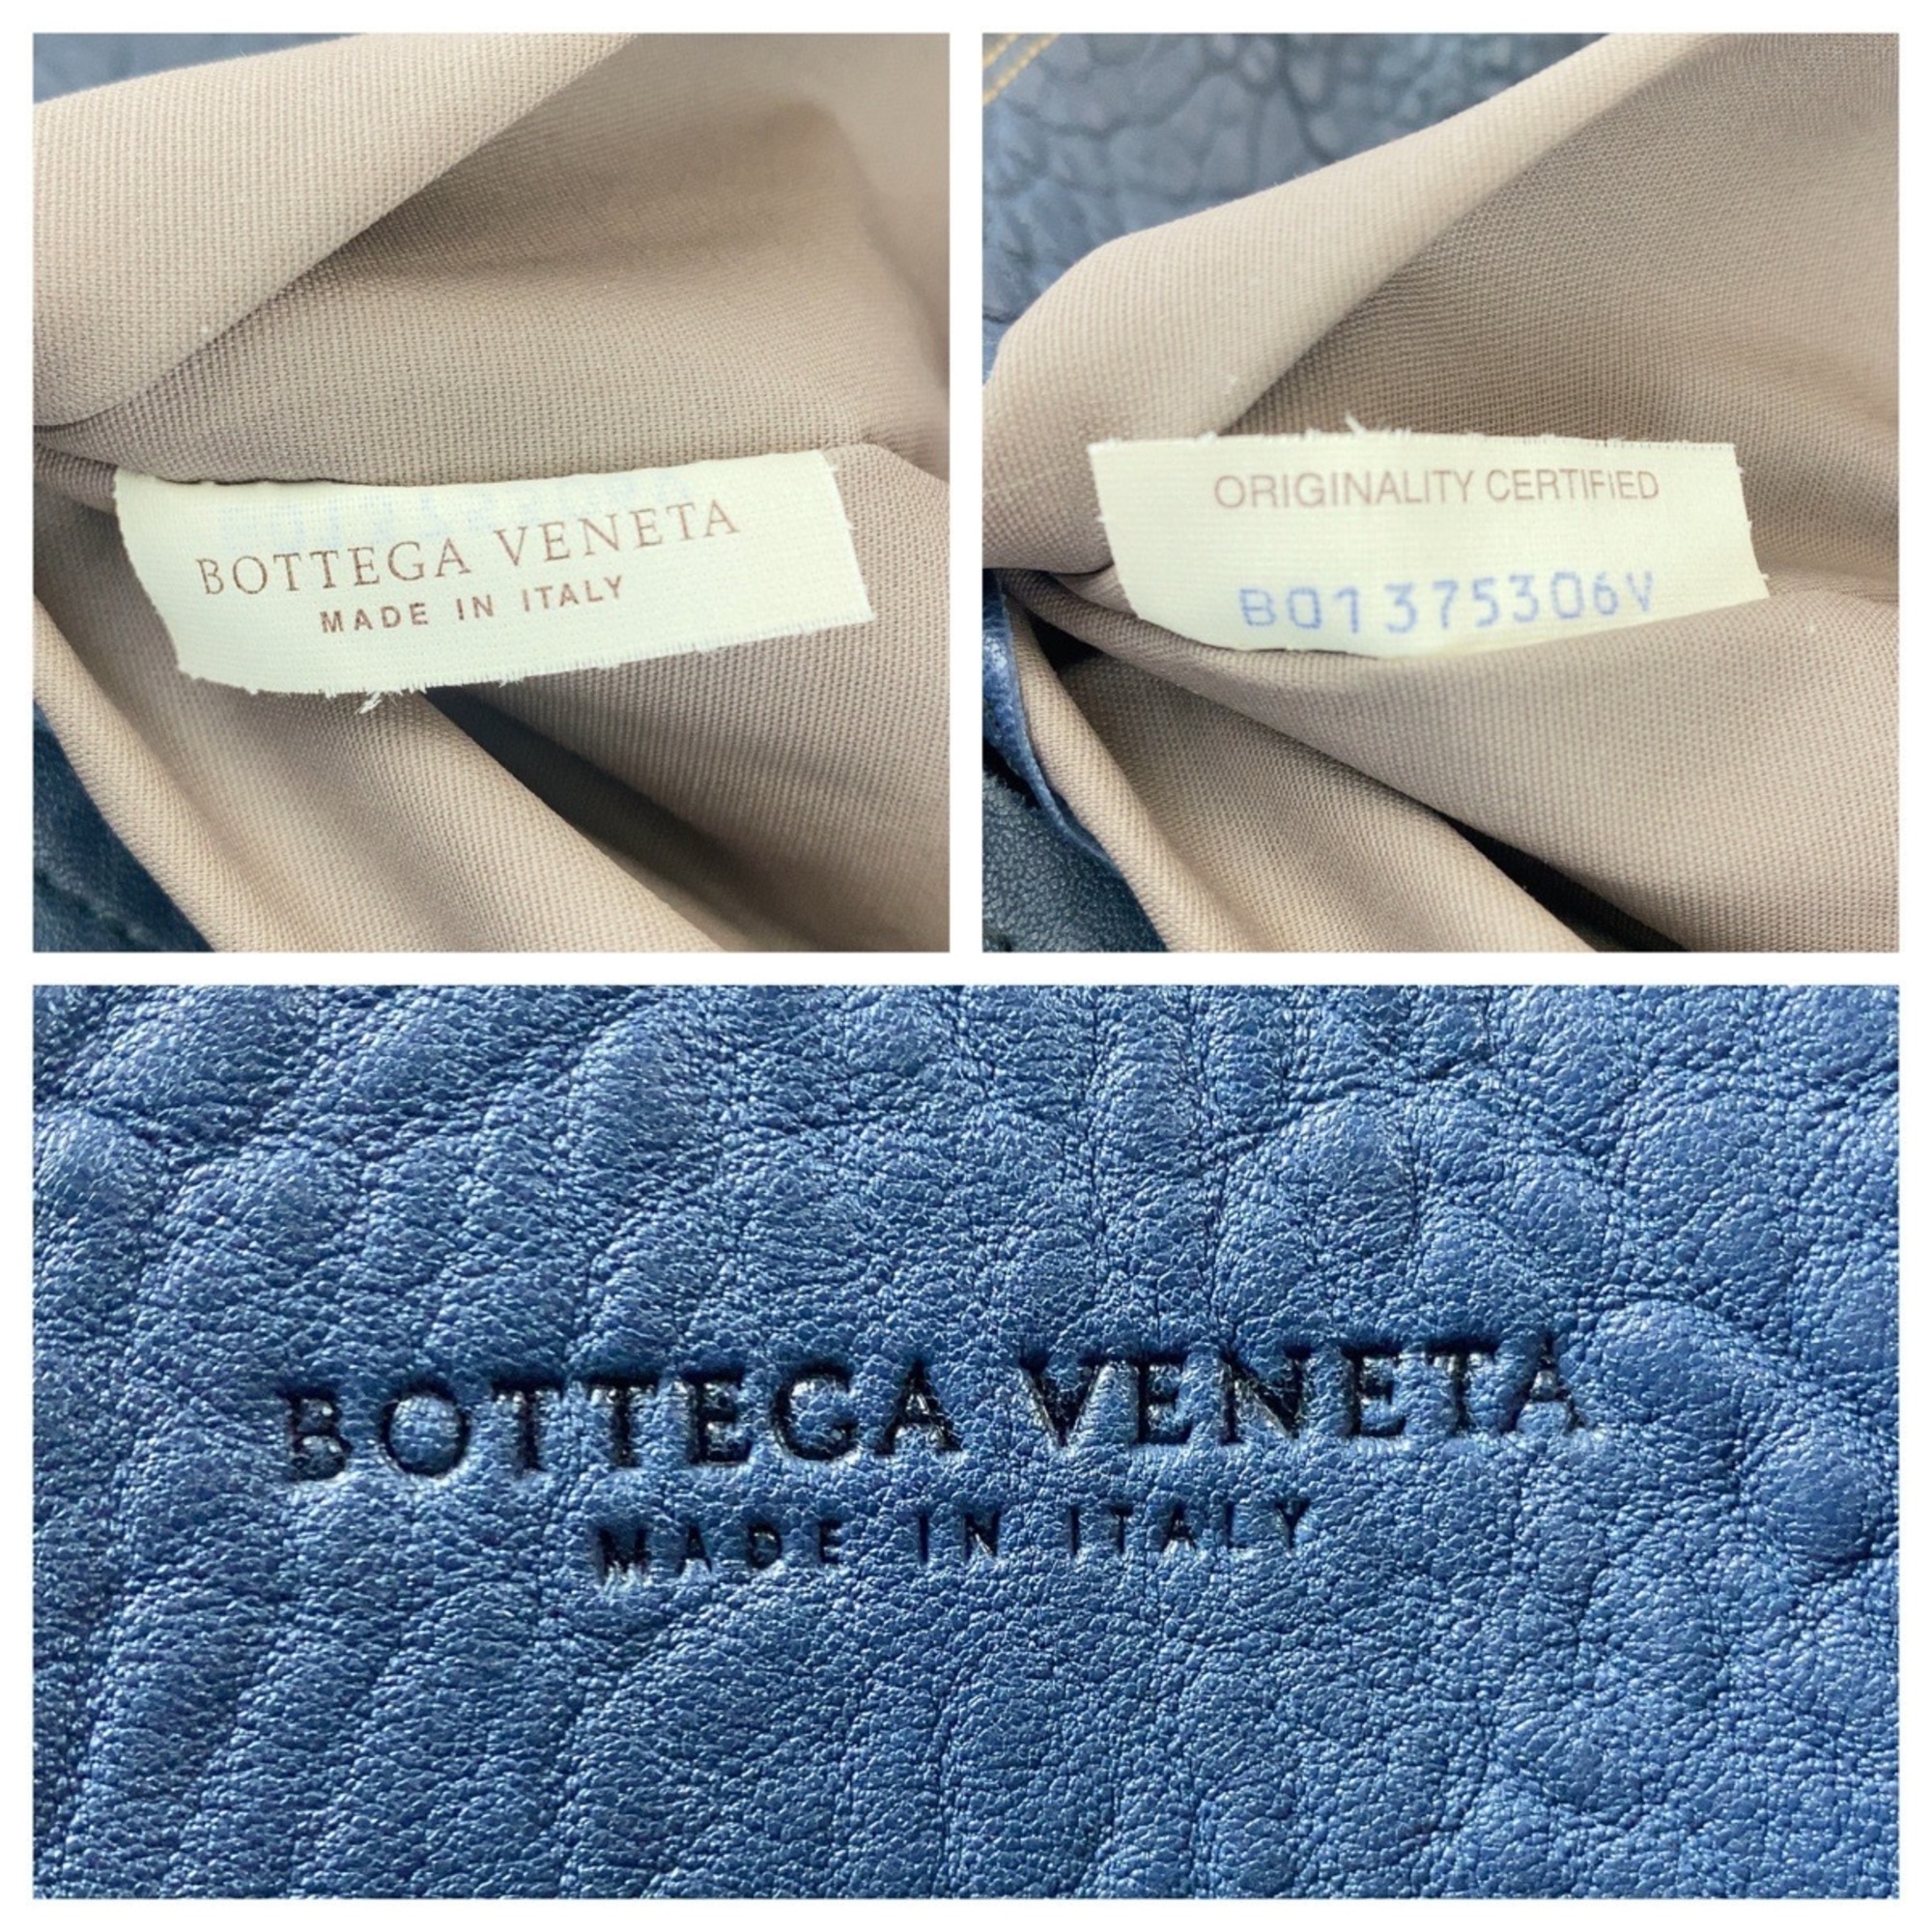 BOTTEGA VENETA
MADE IN ITALY
ORIGINALITY CERTIFIED
B01375306V
BOTTEGA VENETA
MADE IN ITALY